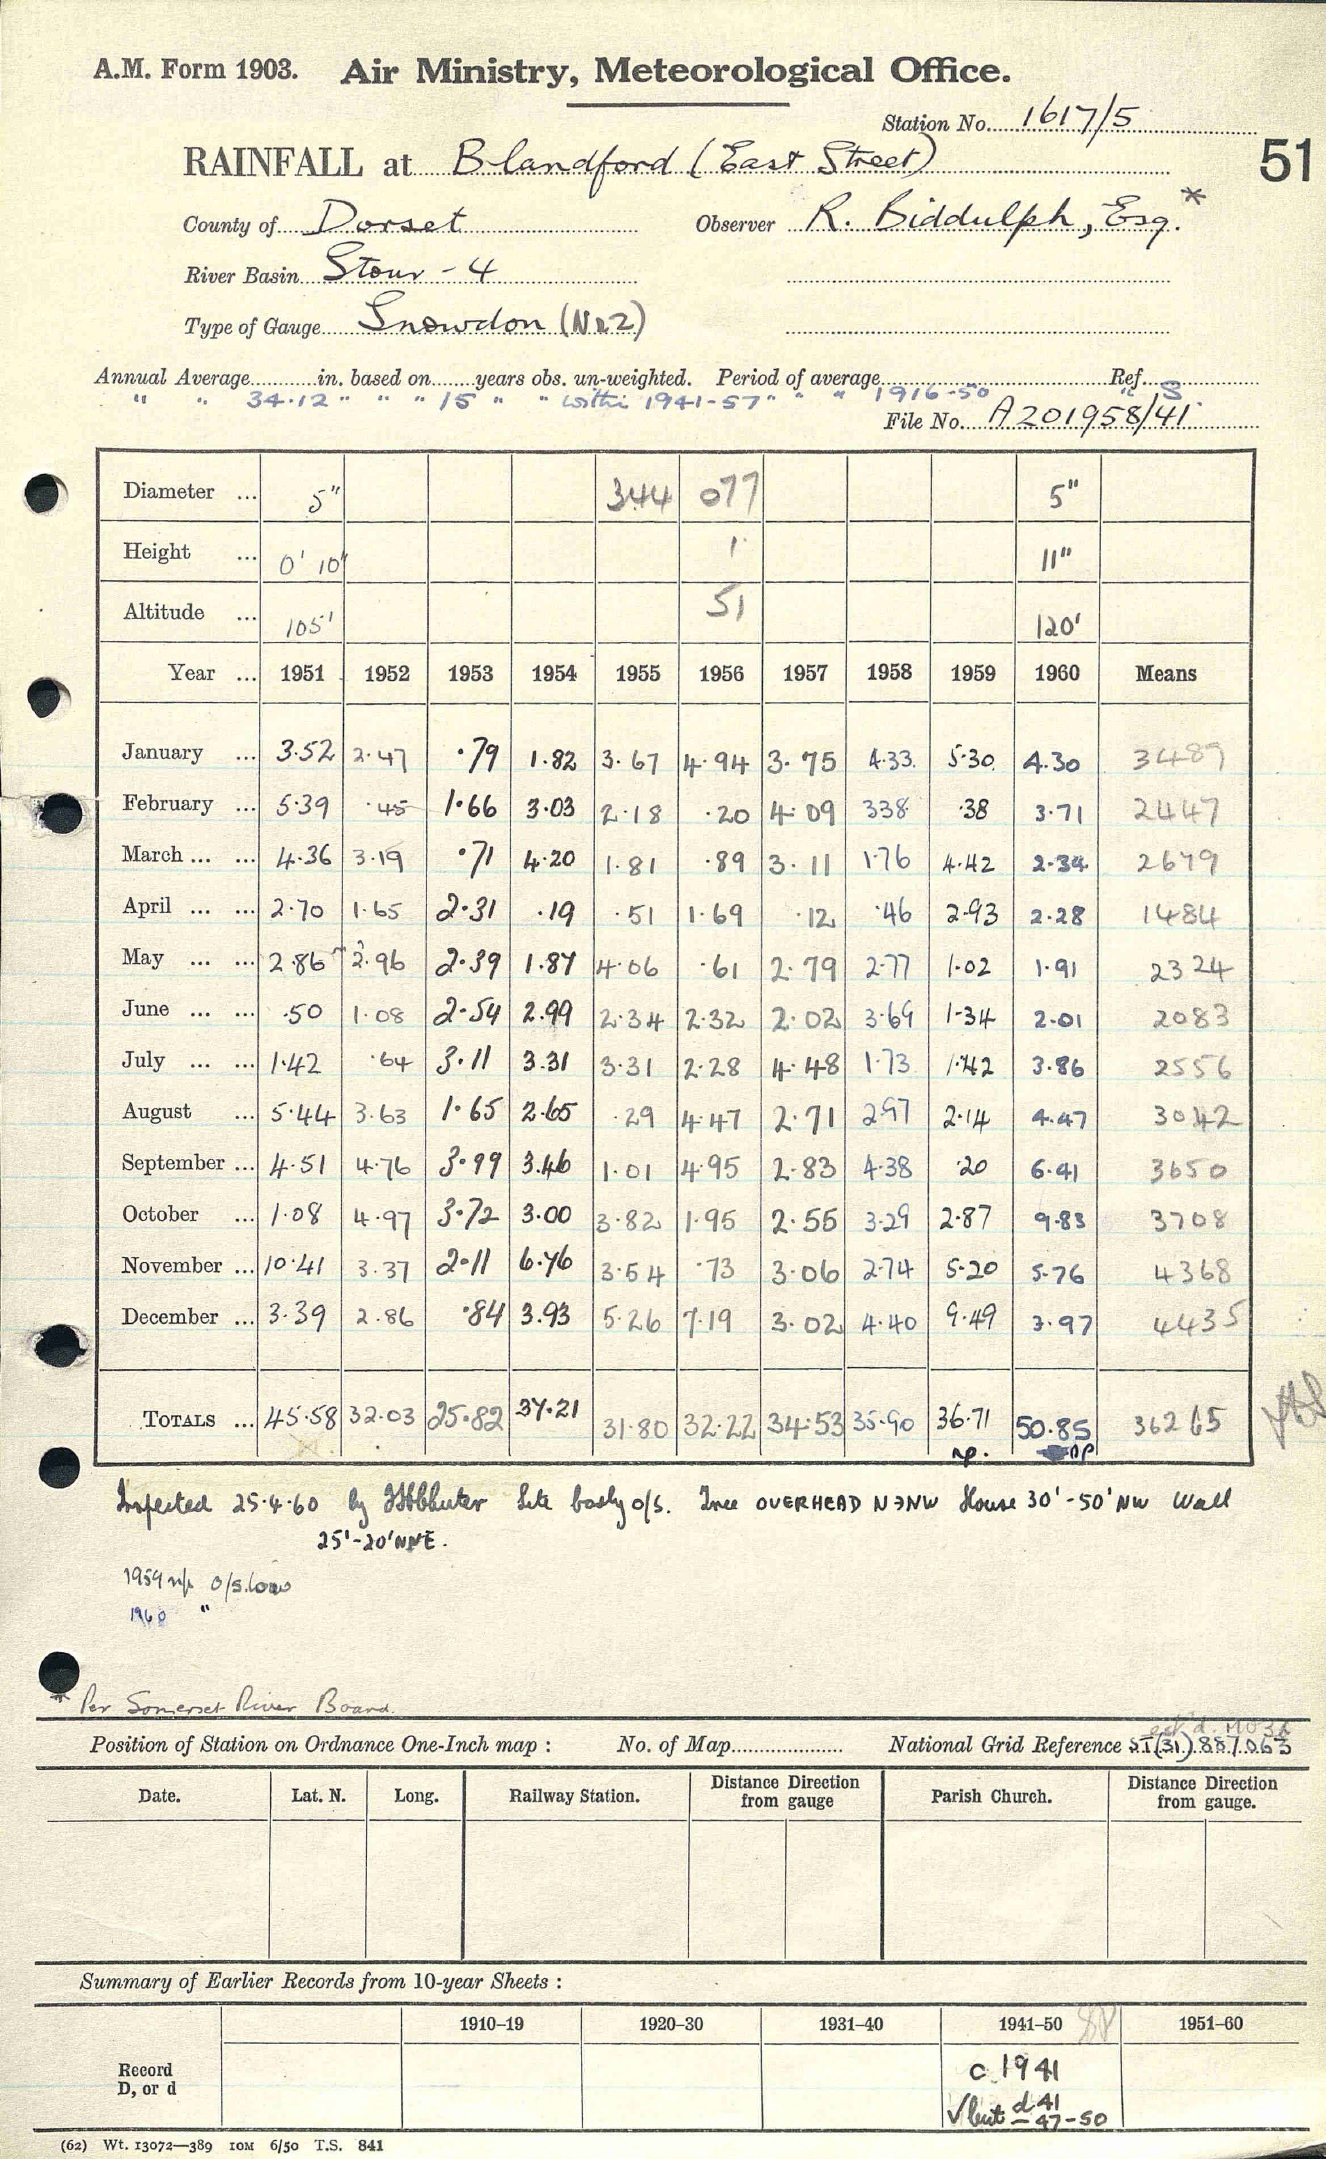 A.M. Form 1903. Air Ministry, Meteorological Office.
Station No. 1617/5
RAINFALL at Blandford (East Street)
51
County of Dorset Observer R. Biddulph, Esq. *
River Basin Stour - 4
Type of Gauge Snowdon (No2)
Annual Average in. based on years obs. un-weighted. Period of average Ref.
" " 34.12 " " " 15 " " within 1941-57 " " " 1916-50 " S.
File No. A201958/41
Diameter ... 5" 344 077 5"
Height ... 0' 10" 1 11"
Altitude ... 105' 51 120'
Year ... 1951 1952 1953 1954 1955 1956 1957 1958 1959 1960 Means
January ... 3.52 2.47 .79 1.82 3.67 4.94 3.75 4.33 5.30 4.30 3487
February ... 5.39 .45 1.66 3.03 2.18 .20 4.09 338 .38 3.71 2447
March ... ... 4.36 3.19 .71 4.20 1.81 .89 3.11 1.76 4.42 2.34 2679
April ... ... 2.70 1.65 2.31 .19 .51 1.69 .12 .46 2.93 2.28 1484
May ... ... 2.86 2.96 2.39 1.87 4.06 .61 2.79 2.77 1.02 1.91 2324
June ... ... .50 1.08 2.54 2.99 2.34 2.32 2.02 3.69 1.34 2.01 2083
July ... ... 1.42 .64 3.11 3.31 3.31 2.28 4.48 1.73 1.42 3.86 2556
August ... 5.44 3.63 1.65 2.65 .29 4.47 2.71 2.97 2.14 4.47 3042
September ... 4.51 4.76 3.99 3.46 1.01 4.95 2.83 4.38 .20 6.41 3650
October ... 1.08 4.97 3.72 3.00 3.82 1.95 2.55 3.29 2.87 9.83 3708
November ... 10.41 3.37 2.11 6.76 3.54 .73 3.06 2.74 5.20 5.76 4368
December ... 3.39 2.86 .84 3.93 5.26 7.19 3.02 4.40 9.49 3.97 4435
TOTALS ... 45.58 32.03 25.82 37.21 31.80 32.22 34.53 35.90 36.71 50.85 36265
np. np
Inspected 25.4.60 by Site badly o/s. Tree OVERHEAD N→NW House 30'-50' NW Wall
25'-20' NNE.
1959 np o/s. low
1960 "
* Per Somerset River Board.
est'd. MO3b
Position of Station on Ordnance One-Inch map : No. of Map National Grid Reference ST(31) 887063
Date. Lat. N. Long. Railway Station. Distance Direction from gauge Parish Church. Distance Direction from gauge.
Summary of Earlier Records from 10-year Sheets :
1910–19 1920–30 1931–40 1941–50 1951–60
Record
D, or d
c 1941
√ but d 41
– 47-50
(62) Wt. 13072—389 10M 6/50 T.S. 841